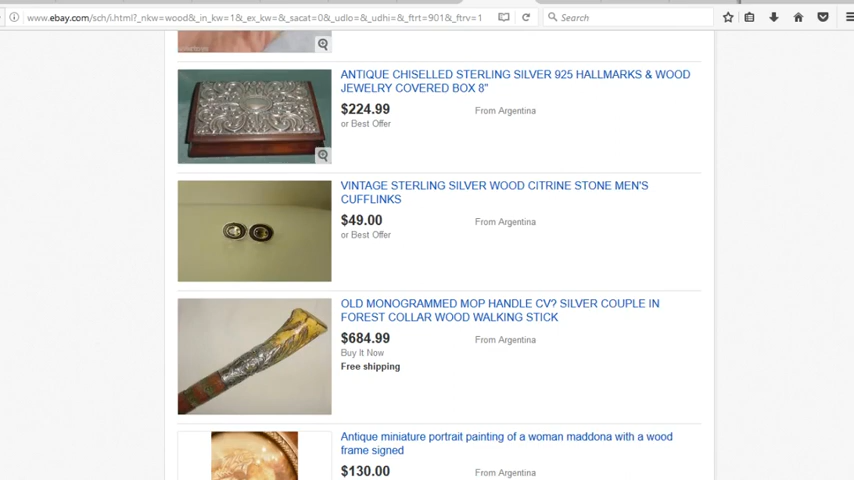 www.ebay.com/sch/i.html?_nkw=wood&_in_kw=1&_ex_kw=&_sacat=0&_udlo=&_udhi=&_ftrt=901&_ftrv=1
Search
ANTIQUE CHISELLED STERLING SILVER 925 HALLMARKS & WOOD
JEWELRY COVERED BOX 8"
$224.99
From Argentina
or Best Offer
VINTAGE STERLING SILVER WOOD CITRINE STONE MEN'S
CUFFLINKS
$49.00
From Argentina
or Best Offer
OLD MONOGRAMMED MOP HANDLE CV? SILVER COUPLE IN
FOREST COLLAR WOOD WALKING STICK
$684.99
From Argentina
Buy It Now
Free shipping
Antique miniature portrait painting of a woman maddona with a wood
frame signed
$130.00
From Argentina